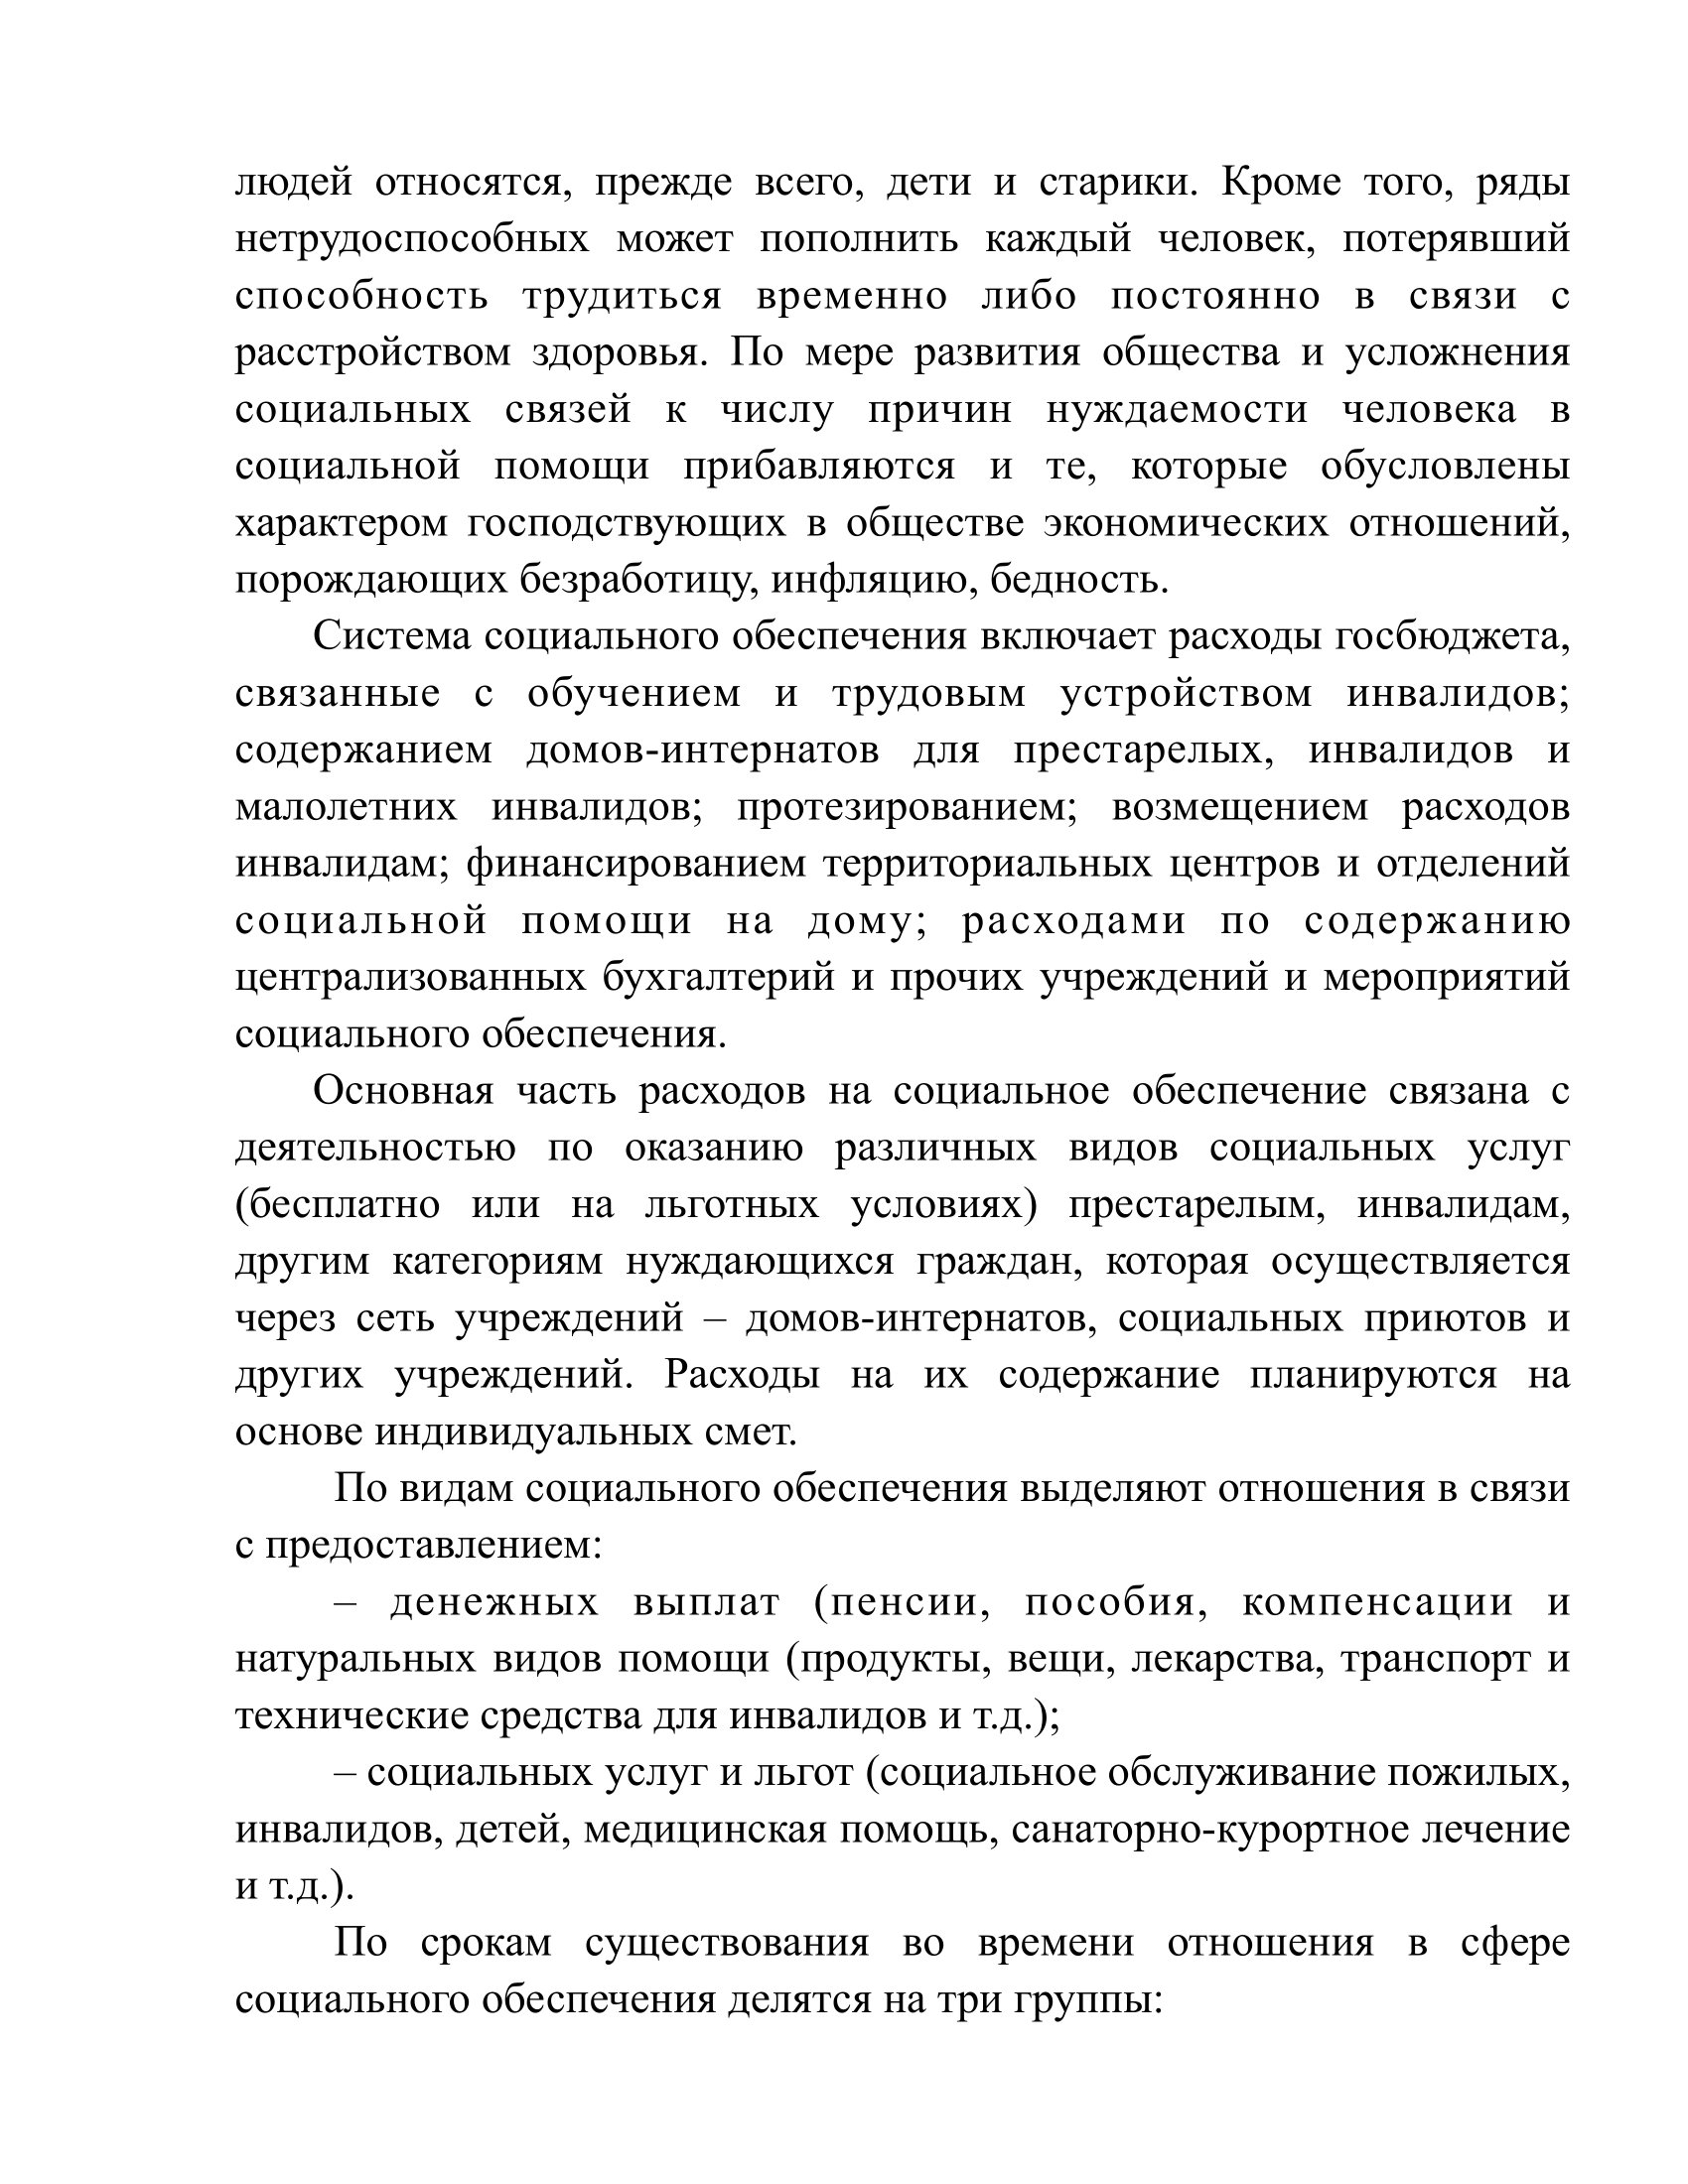 людей относятся, прежде всего, дети и старики. Кроме того, ряды
нетрудоспособных может пополнить каждый человек, потерявший
способность трудиться временно либо постоянно в связи с
расстройством здоровья. По мере развития общества и усложнения
социальных связей к числу причин нуждаемости человека в
социальной помощи прибавляются и те, которые обусловлены
характером господствующих в обществе экономических отношений,
порождающих безработицу, инфляцию, бедность.
Система социального обеспечения включает расходы госбюджета,
связанные с обучением и трудовым устройством инвалидов;
содержанием домов-интернатов для престарелых, инвалидов и
малолетних инвалидов; протезированием; возмещением расходов
инвалидам; финансированием территориальных центров и отделений
социальной помощи на дому; расходами по содержанию
централизованных бухгалтерий и прочих учреждений и мероприятий
социального обеспечения.
Основная часть расходов на социальное обеспечение связана с
деятельностью по оказанию различных видов социальных услуг
(бесплатно или на льготных условиях) престарелым, инвалидам,
другим категориям нуждающихся граждан, которая осуществляется
через сеть учреждений – домов-интернатов, социальных приютов и
других учреждений. Расходы на их содержание планируются на
основе индивидуальных смет.
По видам социального обеспечения выделяют отношения в связи
с предоставлением:
– денежных выплат (пенсии, пособия, компенсации и
натуральных видов помощи (продукты, вещи, лекарства, транспорт и
технические средства для инвалидов и т.д.);
– социальных услуг и льгот (социальное обслуживание пожилых,
инвалидов, детей, медицинская помощь, санаторно-курортное лечение
и т.д.).
По срокам существования во времени отношения в сфере
социального обеспечения делятся на три группы: